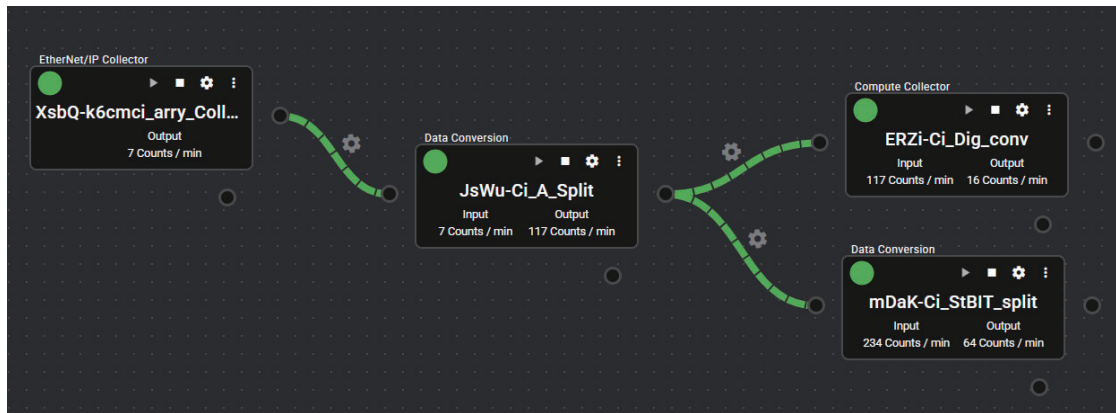 EtherNet/IP Collector
XsbQ-k6cmci_arry_Coll...
Output
7 Counts / min
Data Conversion
JsWu-Ci_A_Split
Input Output
7 Counts / min 117 Counts / min
Compute Collector
ERZi-Ci_Dig_conv
Input Output
117 Counts / min 16 Counts / min
Data Conversion
mDaK-Ci_StBIT_split
Input Output
234 Counts / min 64 Counts / min